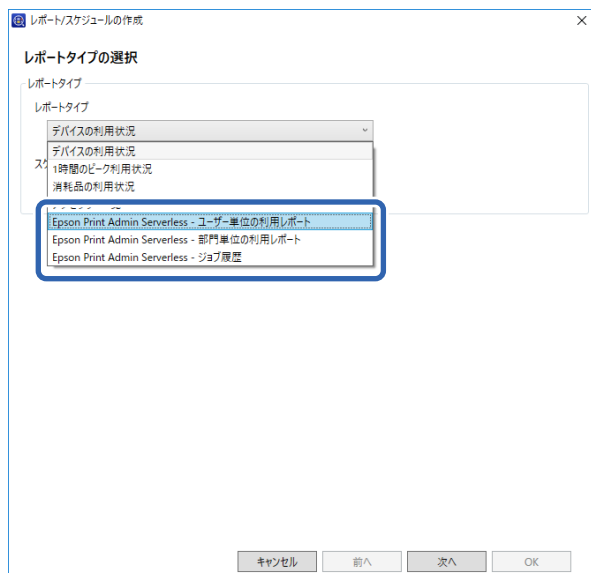 レポート/スケジュールの作成
レポートタイプの選択
レポートタイプ
レポートタイプ
デバイスの利用状況
デバイスの利用状況
1時間のピーク利用状況
消耗品の利用状況
Epson Print Admin Serverless - ユーザー単位の利用レポート
Epson Print Admin Serverless - 部門単位の利用レポート
Epson Print Admin Serverless - ジョブ履歴
キャンセル
前へ
次へ
OK